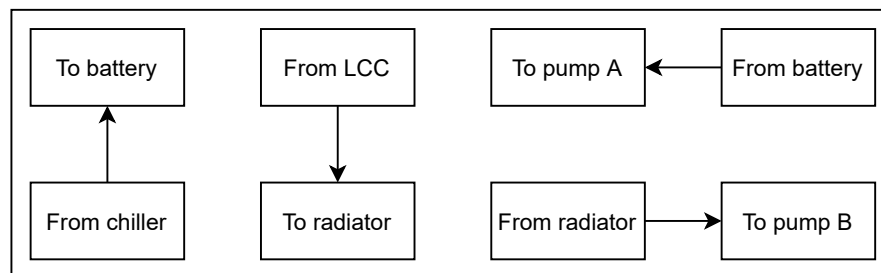 To battery
From LCC
To pump A
From battery
From chiller
To radiator
From radiator
To pump B